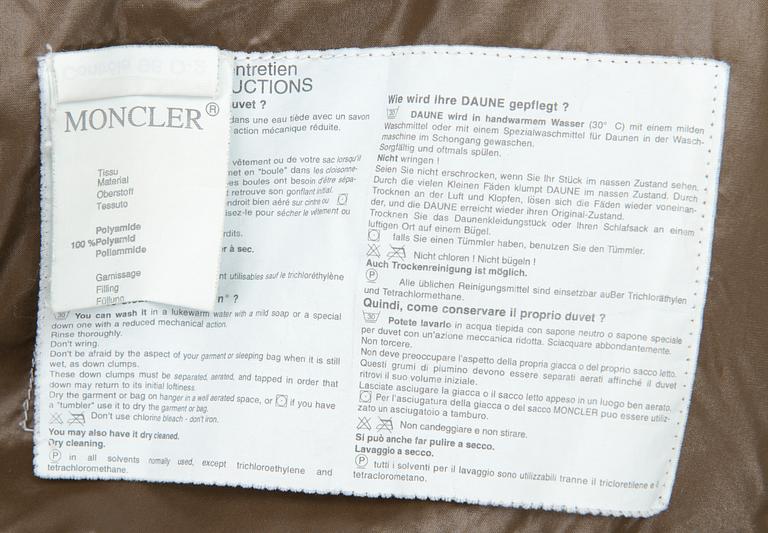 MONCLER®
Tissu
Material
Oberstoff
Tessuto
Polyamide
100 %Polyamid
Poliammide
Garnissage
Filling
Füllung
ntretien
UCTIONS
uvet ?
dans une eau tiède avec un savon
action mécanique réduite.
vêtement ou de votre sac lorsqu'il
met en "boule" dans les cloisonne-
es boules ont besoin d'être sépa-
retrouve son gonflant initial.
ndroit bien aéré sur cintre ou
isez-le pour sécher le vêtement ou
rdits.
r à sec.
nt utilisables sauf le trichloréthylène
n° ?
30 You can wash it in a lukewarm water with a mild soap or a special
down one with a reduced mechanical action.
Rinse thoroughly.
Don't wring.
Don't be afraid by the aspect of your garment or sleeping bag when it is still
wet, as down clumps.
These down clumps must be separated, aerated, and tapped in order that
down may return to its initial loftiness.
Dry the garment or bag on hanger in a well aerated space, or if you have
a "tumbler" use it to dry the garment or bag.
Don't use chlorine bleach - don't iron.
You may also have it dry cleaned.
Dry cleaning.
P in all solvents nomally used, except trichloroethylene and
tetrachloromethane.
Wie wird ihre DAUNE gepflegt ?
30 DAUNE wird in handwarmem Wasser (30° C) mit einem milden
Waschmittel oder mit einem Spezialwaschmittel für Daunen in der Wasch-
maschine im Schongang gewaschen.
Sorgfältig und oftmals spülen.
Nicht wringen !
Seien Sie nicht erschrocken, wenn Sie Ihr Stück im nassen Zustand sehen.
Durch die vielen Kleinen Fäden klumpt DAUNE im nassen Zustand. Durch
Trocknen an der Luft und Klopfen, lösen sich die Fäden wieder voneinan-
der, und die DAUNE erreicht wieder ihren Original-Zustand.
Trocknen Sie das Daunenkleidungstück oder Ihren Schlafsack an einem
luftigen Ort auf einem Bügel.
falls Sie einen Tümmler haben, benutzen Sie den Tümmler.
Nicht chloren ! Nicht bügeln !
Auch Trockenreinigung ist möglich.
P Alle üblichen Reinigungsmittel sind einsetzbar außer Trichloräthylen
und Tetrachlormethane.
Quindi, come conservare il proprio duvet ?
30 Potete lavarlo in acqua tiepida con sapone neutro o sapone speciale
per duvet con un'azione meccanica ridotta. Sciacquare abbondantemente.
Non torcere.
Non deve preoccupare l'aspetto della propria giacca o del proprio sacco letto.
Questi grumi di piumino devono essere separati aerati affinché il duvet
ritrovi il suo volume iniziale.
Lasciate asciugare la giacca o il sacco letto appeso in un luogo ben aerato.
Per l'asciugatura della giacca o del sacco MONCLER può essere utiliz-
zato un asciugatoio a tamburo.
Non candeggiare e non stirare.
Si può anche far pulire a secco.
Lavaggio a secco.
P tutti i solventi per il lavaggio sono utilizzabili tranne il tricloretilene e il
tetraclorometano.